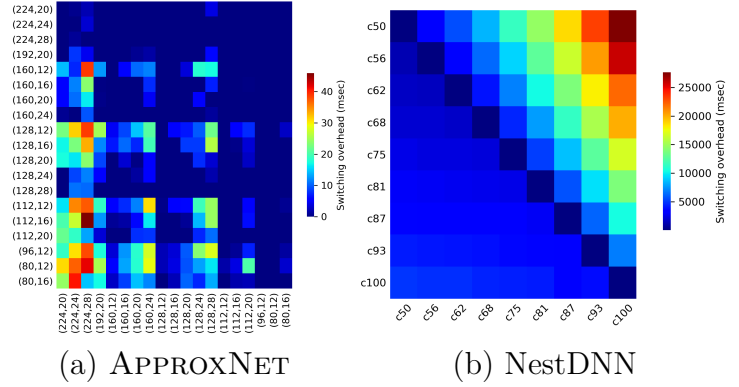 (224,20)
(224,24)
(224,28)
(192,20)
(160,12)
(160,16)
(160,20)
(160,24)
(128,12)
(128,16)
(128,20)
(128,24)
(128,28)
(112,12)
(112,16)
(112,20)
(96,12)
(80,12)
(80,16)
(224,20)
(224,24)
(224,28)
(192,20)
(160,12)
(160,16)
(160,20)
(160,24)
(128,12)
(128,16)
(128,20)
(128,24)
(128,28)
(112,12)
(112,16)
(112,20)
(96,12)
(80,12)
(80,16)
40
30
20
10
0
Switching overhead (msec)
(a) APPROXNET
c50
c56
c62
c68
c75
c81
c87
c93
c100
c50
c56
c62
c68
c75
c81
c87
c93
c100
25000
20000
15000
10000
5000
Switching overhead (msec)
(b) NestDNN